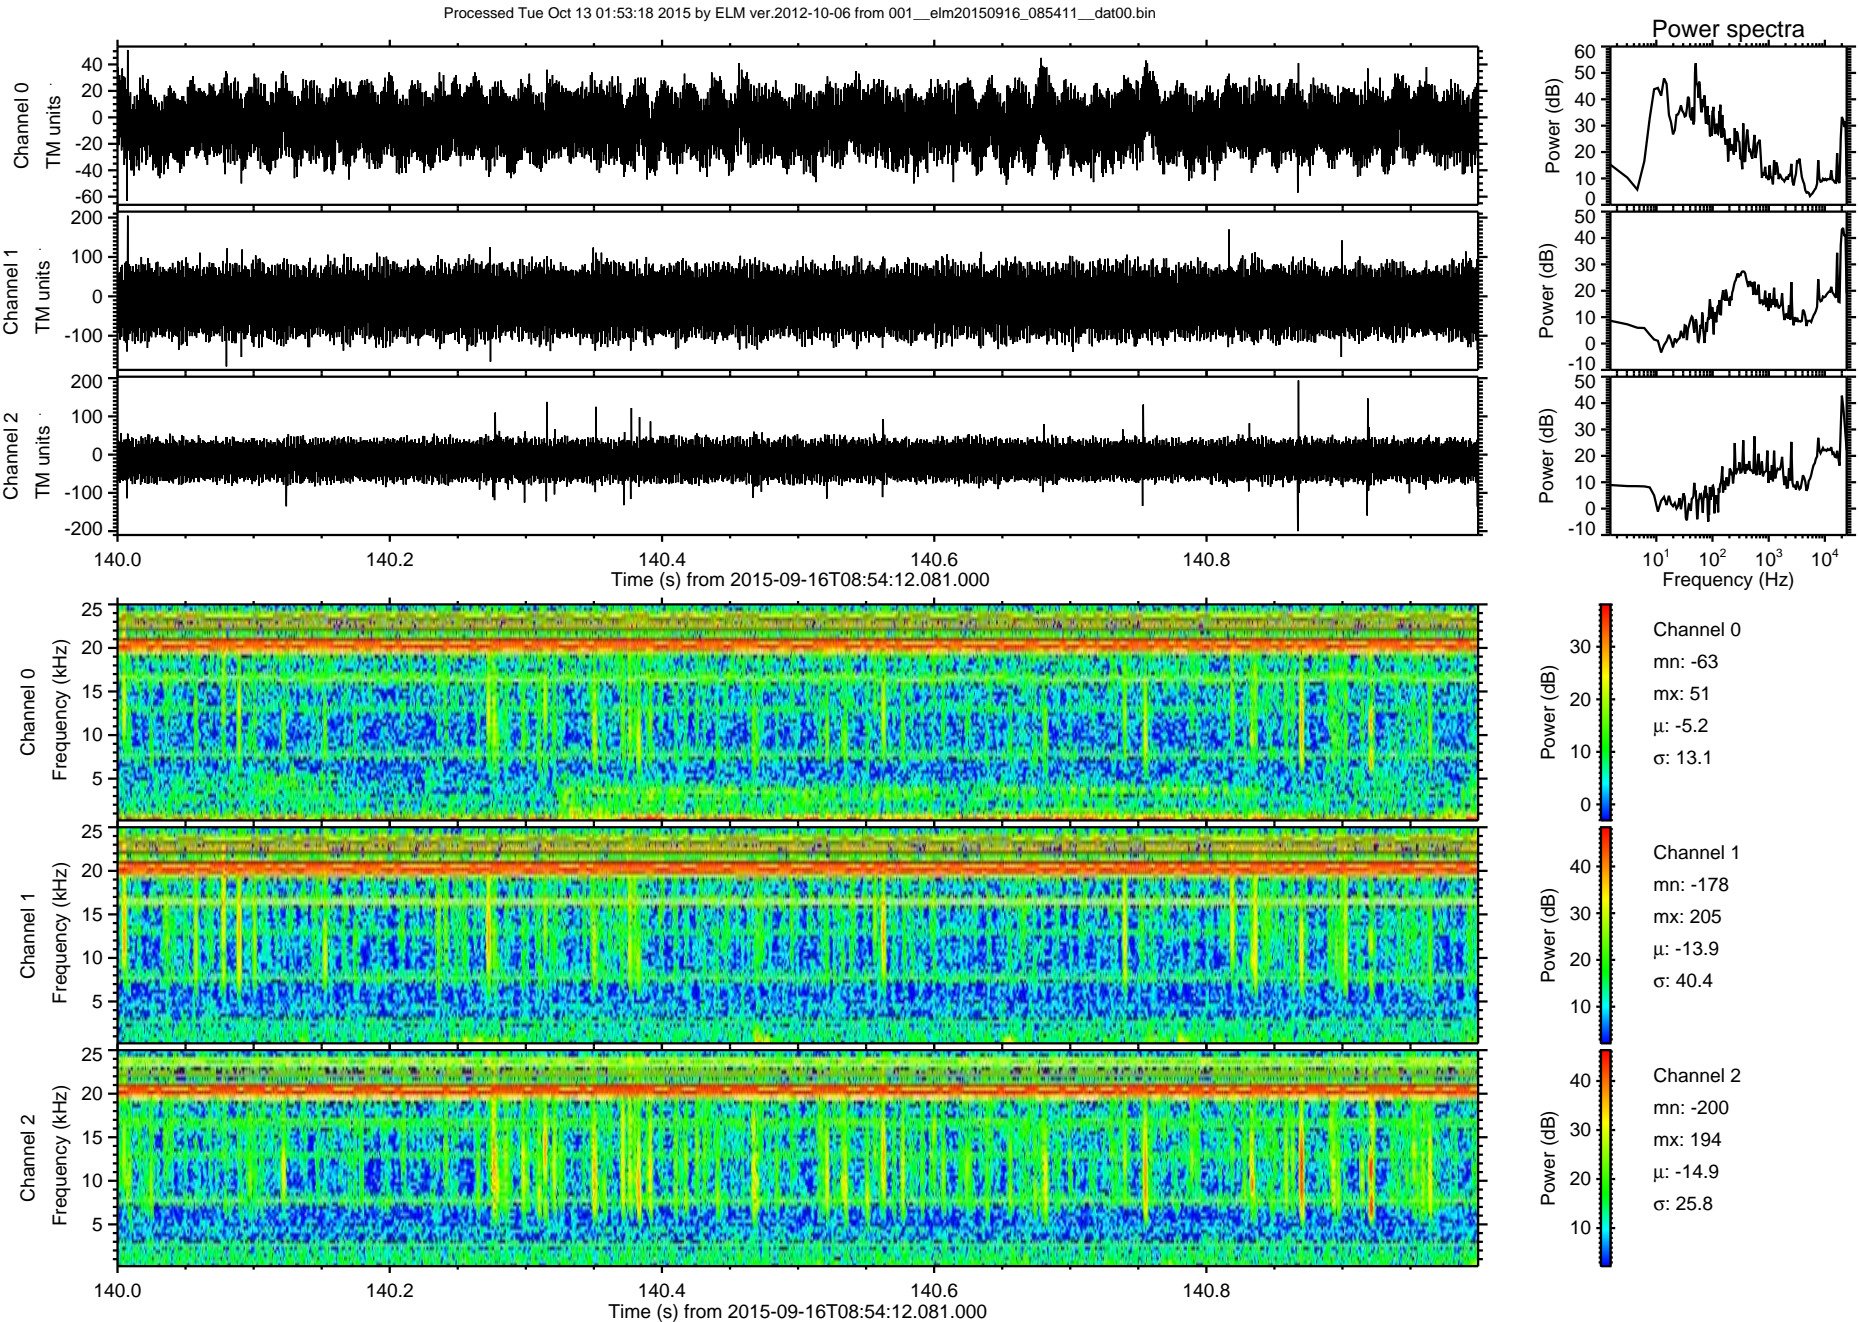 Processed Tue Oct 13 01:53:18 2015 by ELM ver.2012-10-06 from 001__elm20150916_085411__dat00.bin
Power spectra
Channel 0
TM units
40
20
0
-20
-40
-60
Power (dB)
60
50
40
30
20
10
0
Channel 1
TM units
200
100
0
-100
Power (dB)
50
40
30
20
10
0
-10
Channel 2
TM units
200
100
0
-100
-200
Power (dB)
50
40
30
20
10
0
-10
140.0 140.2 140.4 140.6 140.8
Time (s) from 2015-09-16T08:54:12.081.000
10^1 10^2 10^3 10^4
Frequency (Hz)
Channel 0
Frequency (kHz)
25
20
15
10
5
Power (dB)
30
20
10
0
Channel 0
mn: -63
mx: 51
µ: -5.2
σ: 13.1
Channel 1
Frequency (kHz)
25
20
15
10
5
Power (dB)
40
30
20
10
Channel 1
mn: -178
mx: 205
µ: -13.9
σ: 40.4
Channel 2
Frequency (kHz)
25
20
15
10
5
Power (dB)
40
30
20
10
Channel 2
mn: -200
mx: 194
µ: -14.9
σ: 25.8
140.0 140.2 140.4 140.6 140.8
Time (s) from 2015-09-16T08:54:12.081.000